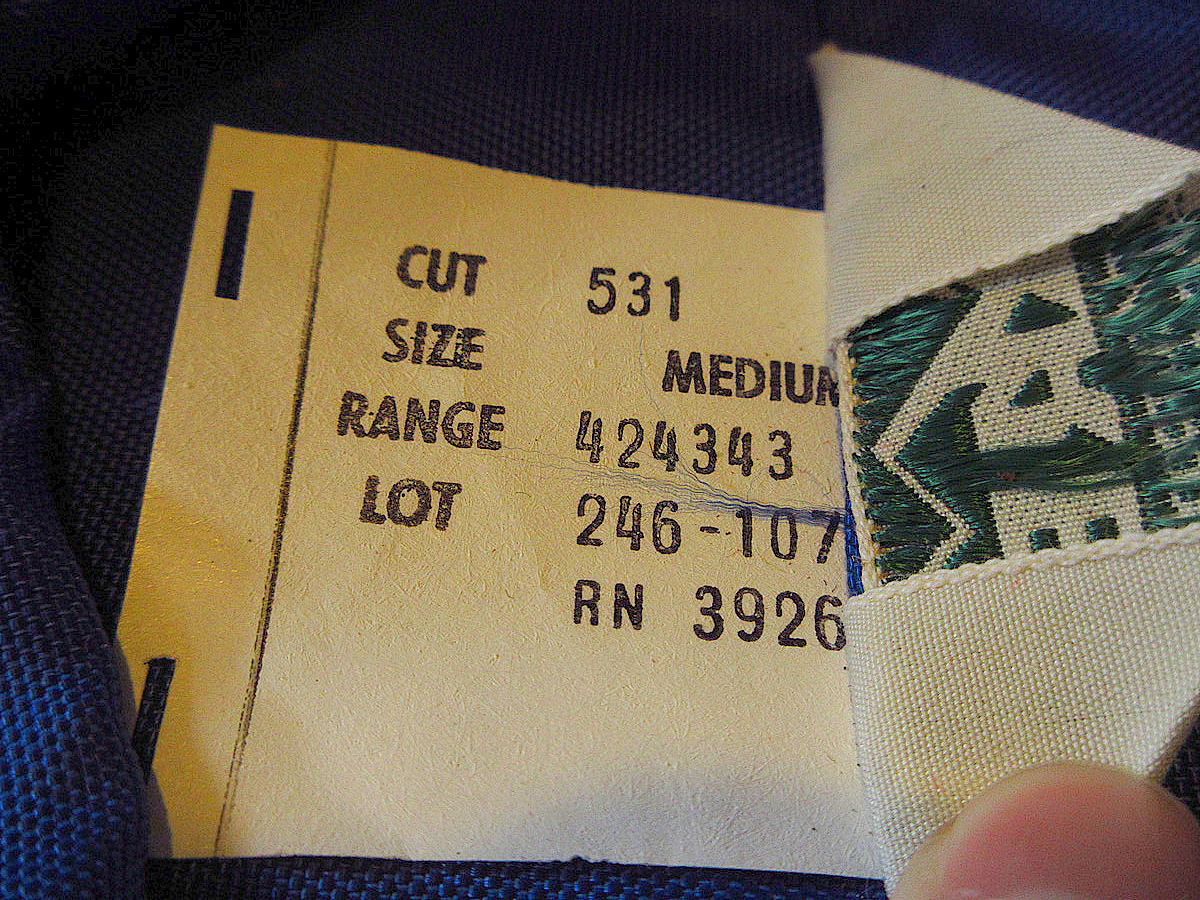 CUT 531
SIZE MEDIUM
RANGE 424343
LOT 246-107
RN 3926